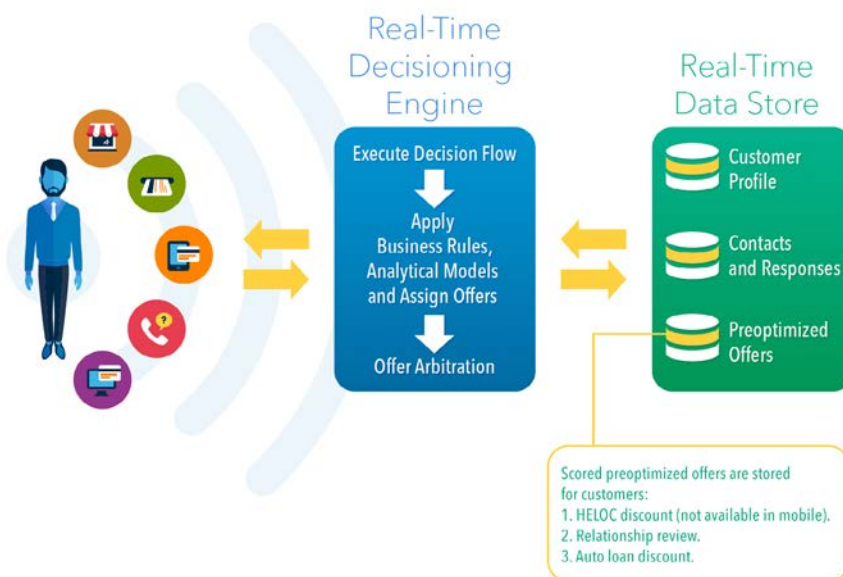 Real-Time
Decisioning
Engine
Execute Decision Flow
Apply
Business Rules,
Analytical Models
and Assign Offers
Offer Arbitration
Real-Time
Data Store
Customer
Profile
Contacts
and Responses
Preoptimized
Offers
?
Scored preoptimized offers are stored
for customers:
1. HELOC discount (not available in mobile).
2. Relationship review.
3. Auto loan discount.